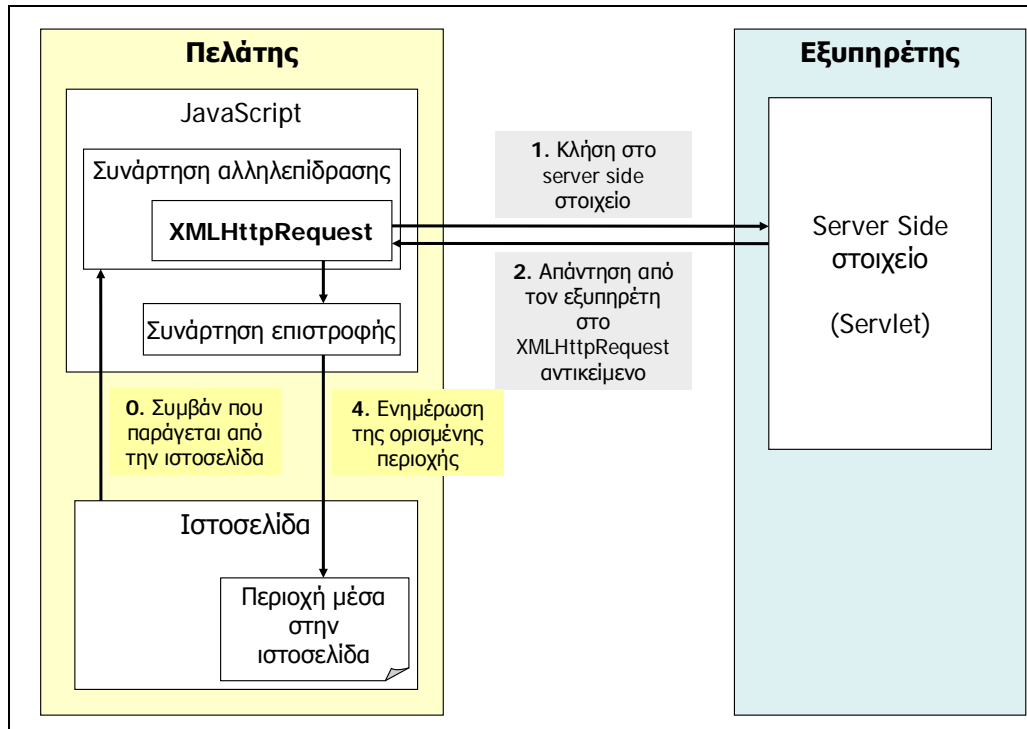 Πελάτης
JavaScript
Συνάρτηση αλληλεπίδρασης
XMLHttpRequest
Συνάρτηση επιστροφής
0. Συμβάν που
παράγεται από
την ιστοσελίδα
4. Ενημέρωση
της ορισμένης
περιοχής
Ιστοσελίδα
Περιοχή μέσα
στην
ιστοσελίδα
1. Κλήση στο
server side
στοιχείο
2. Απάντηση από
τον εξυπηρέτη
στο
XMLHttpRequest
αντικείμενο
Εξυπηρέτης
Server Side
στοιχείο
(Servlet)